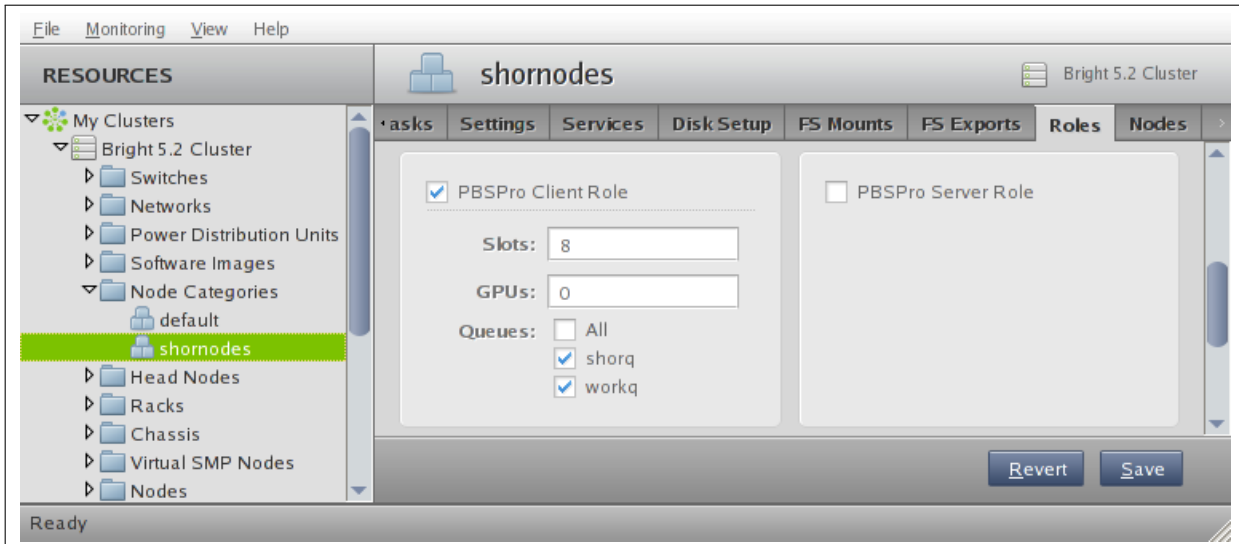 File Monitoring View Help
RESOURCES
shornodes
Bright 5.2 Cluster
My Clusters
Bright 5.2 Cluster
Switches
Networks
Power Distribution Units
Software Images
Node Categories
default
shornodes
Head Nodes
Racks
Chassis
Virtual SMP Nodes
Nodes
asks Settings Services Disk Setup FS Mounts FS Exports Roles Nodes
PBSPro Client Role
Slots: 8
GPUs: 0
Queues: All
shorq
workq
PBSPro Server Role
Revert Save
Ready